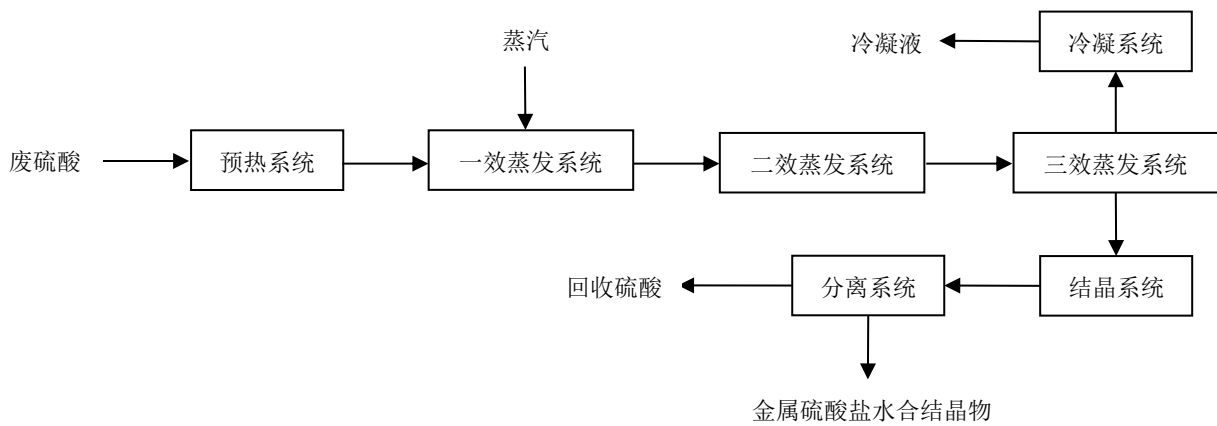 蒸汽
冷凝液
冷凝系统
废硫酸
预热系统
一效蒸发系统
二效蒸发系统
三效蒸发系统
回收硫酸
分离系统
结晶系统
金属硫酸盐水合结晶物